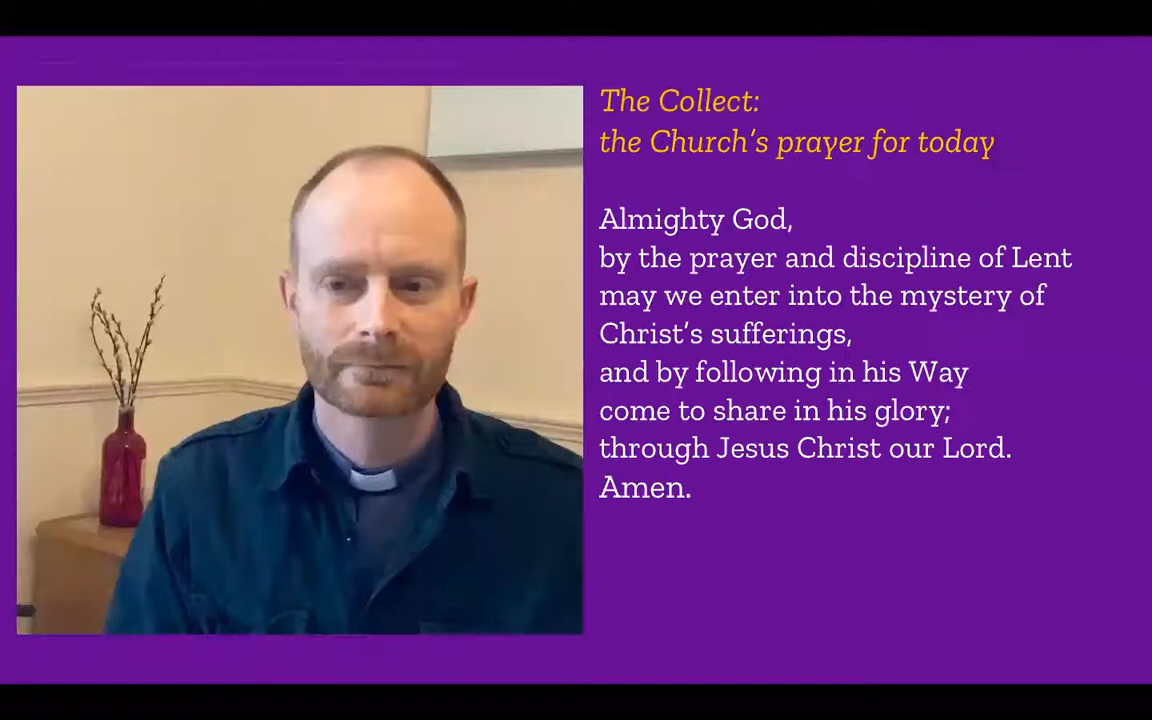 The Collect:
the Church's prayer for today
Almighty God,
by the prayer and discipline of Lent
may we enter into the mystery of
Christ's sufferings,
and by following in his Way
come to share in his glory;
through Jesus Christ our Lord.
Amen.